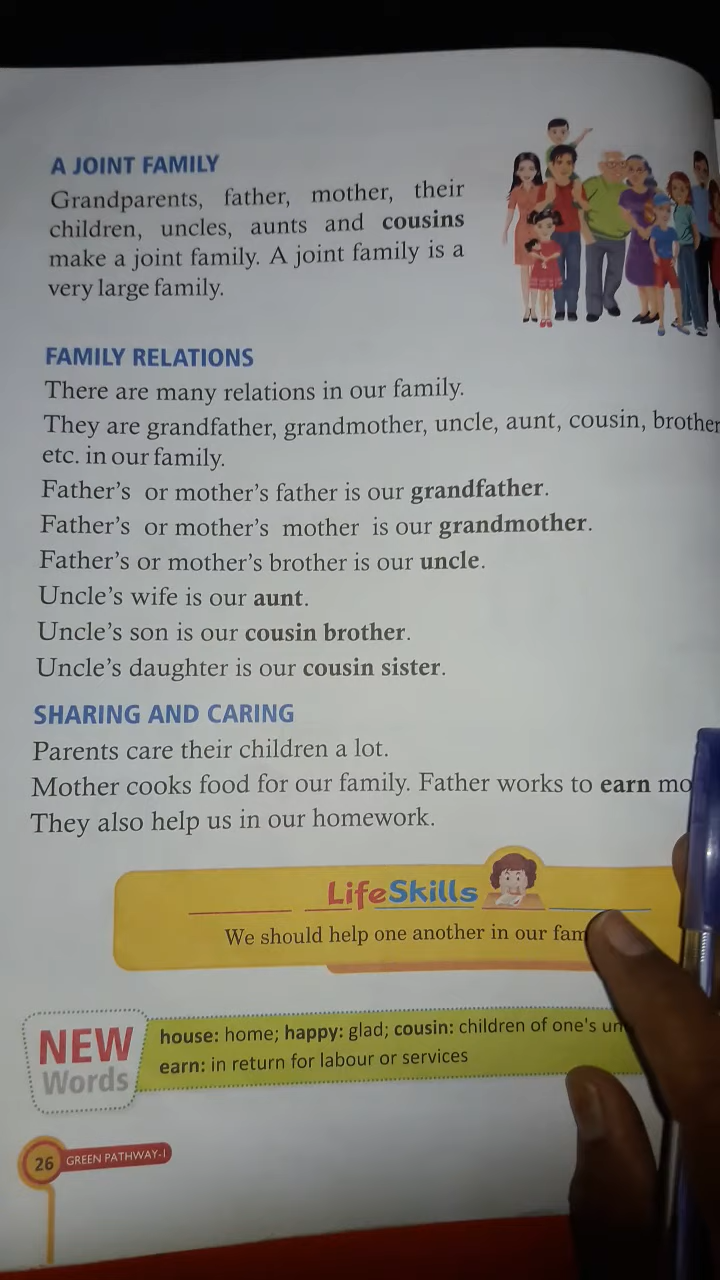 A JOINT FAMILY
Grandparents, father, mother, their
children, uncles, aunts and cousins
make a joint family. A joint family is a
very large family.
FAMILY RELATIONS
There are many relations in our family.
They are grandfather, grandmother, uncle, aunt, cousin, brother
etc. in our family.
Father's or mother's father is our grandfather.
Father's or mother's mother is our grandmother.
Father's or mother's brother is our uncle.
Uncle's wife is our aunt.
Uncle's son is our cousin brother.
Uncle's daughter is our cousin sister.
SHARING AND CARING
Parents care their children a lot.
Mother cooks food for our family. Father works to earn
They also help us in our homework.
LifeSkills
We should help one another in our
NEW
Words
house: home; happy: glad; cousin: children of one's
earn: in return for labour or services
26 GREEN PATHWAY-I